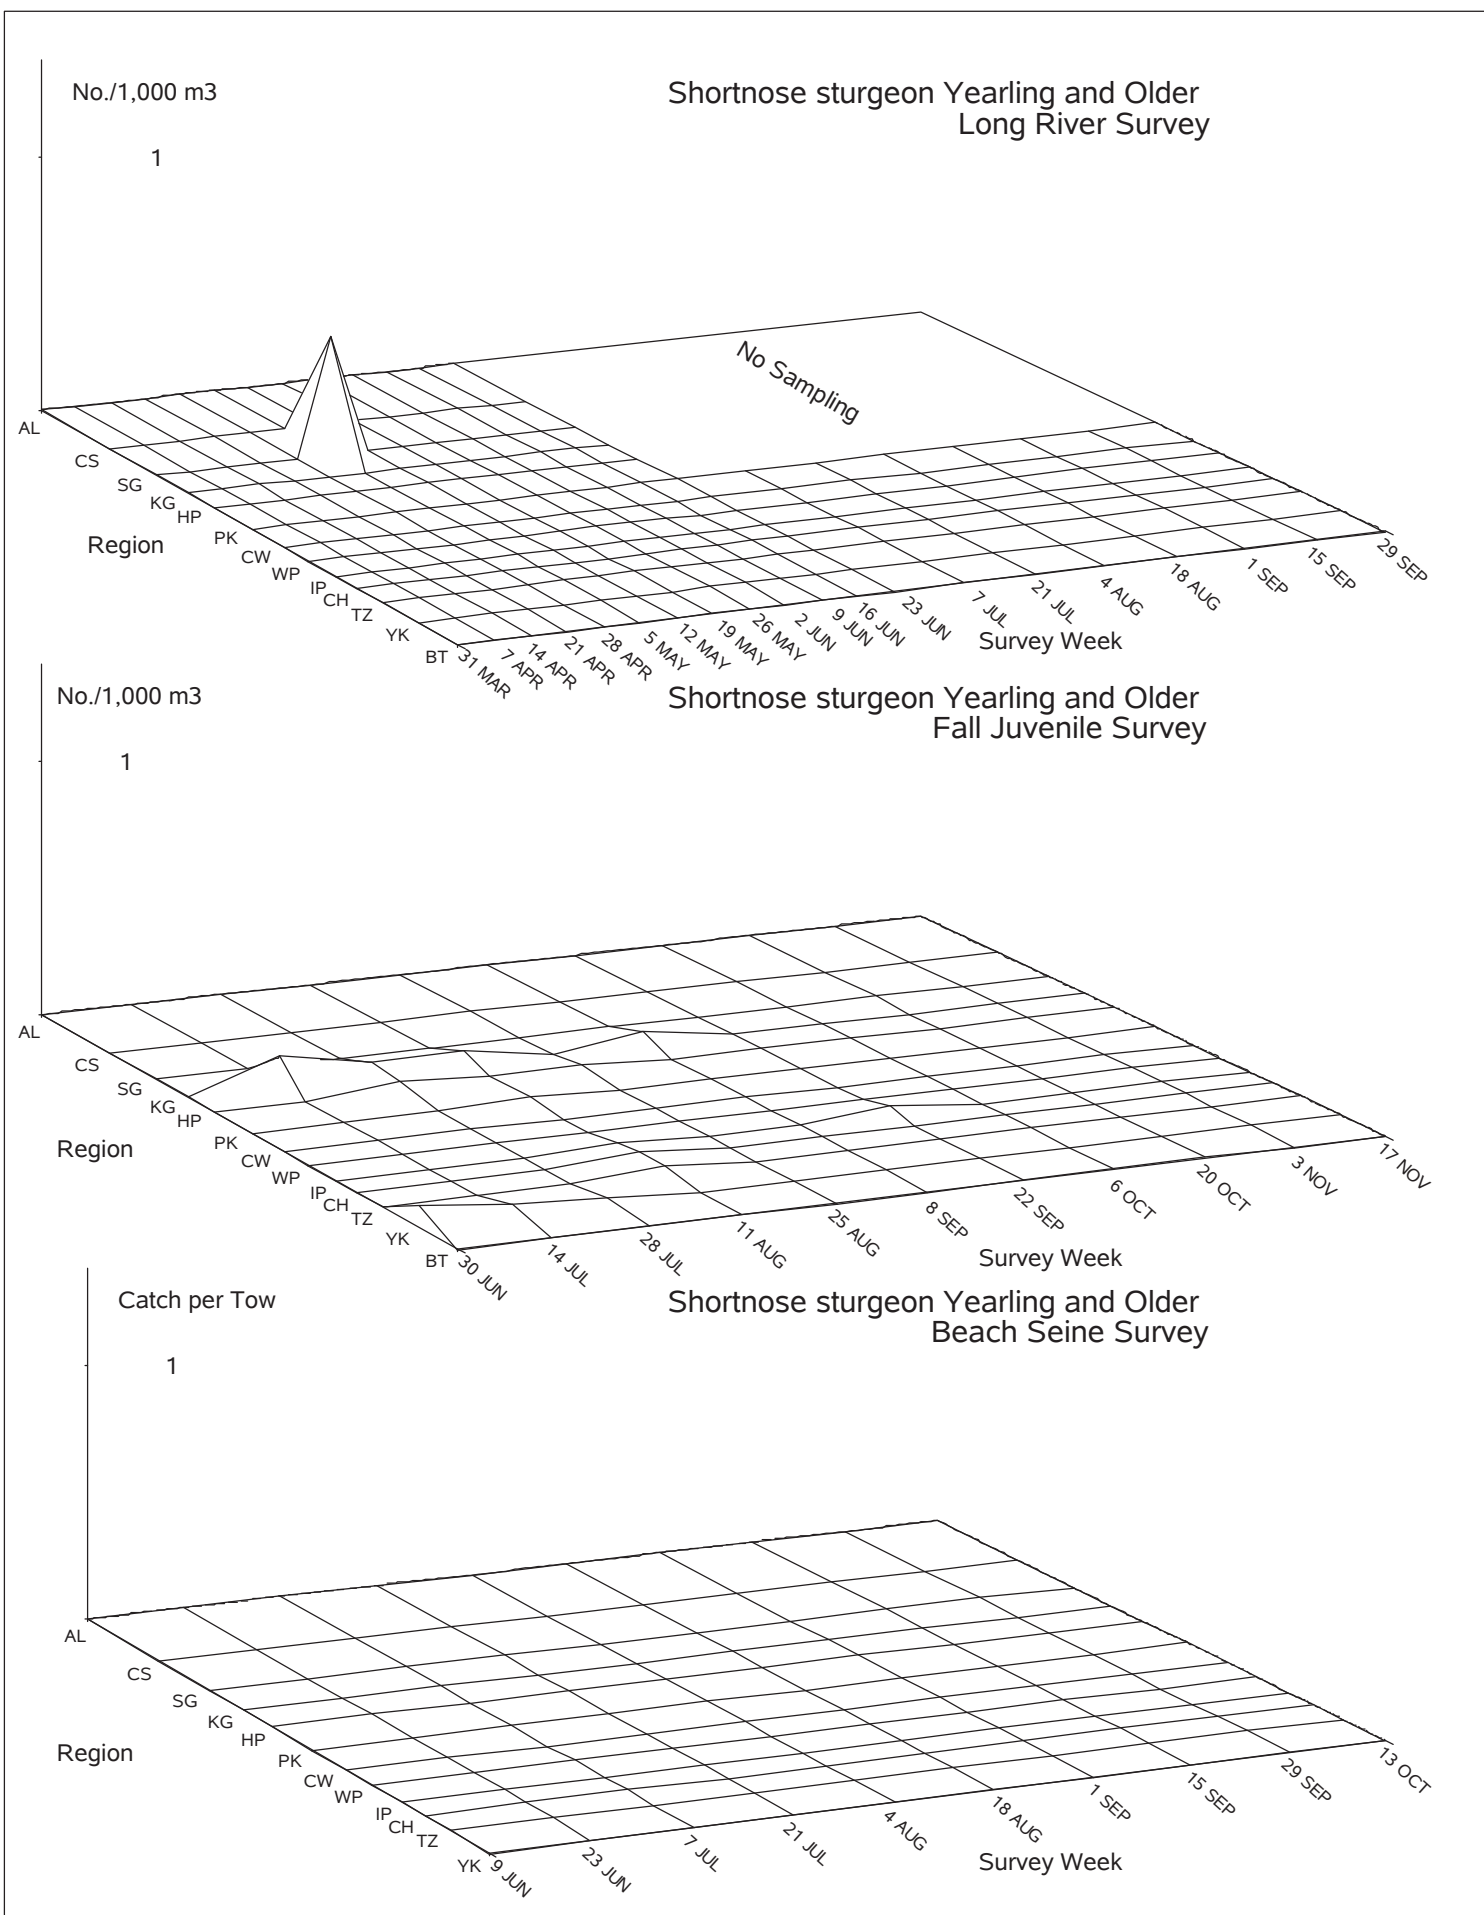 No./1,000 m3
Shortnose sturgeon Yearling and Older
Long River Survey
1
No Sampling
AL
CS
SG
KG
HP
PK
CW
WP
IP
CH
TZ
YK
BT
Region
31 MAR
7 APR
14 APR
21 APR
28 APR
5 MAY
12 MAY
19 MAY
26 MAY
2 JUN
9 JUN
16 JUN
23 JUN
7 JUL
21 JUL
4 AUG
18 AUG
1 SEP
15 SEP
29 SEP
Survey Week
No./1,000 m3
Shortnose sturgeon Yearling and Older
Fall Juvenile Survey
1
AL
CS
SG
KG
HP
PK
CW
WP
IP
CH
TZ
YK
BT
Region
30 JUN
14 JUL
28 JUL
11 AUG
25 AUG
8 SEP
22 SEP
6 OCT
20 OCT
3 NOV
17 NOV
Survey Week
Catch per Tow
Shortnose sturgeon Yearling and Older
Beach Seine Survey
1
AL
CS
SG
KG
HP
PK
CW
WP
IP
CH
TZ
YK
Region
9 JUN
23 JUN
7 JUL
21 JUL
4 AUG
18 AUG
1 SEP
15 SEP
29 SEP
13 OCT
Survey Week